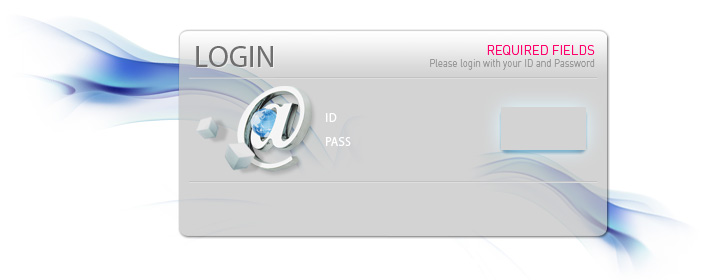 LOGIN
REQUIRED FIELDS
Please login with your ID and Password
@
ID
PASS